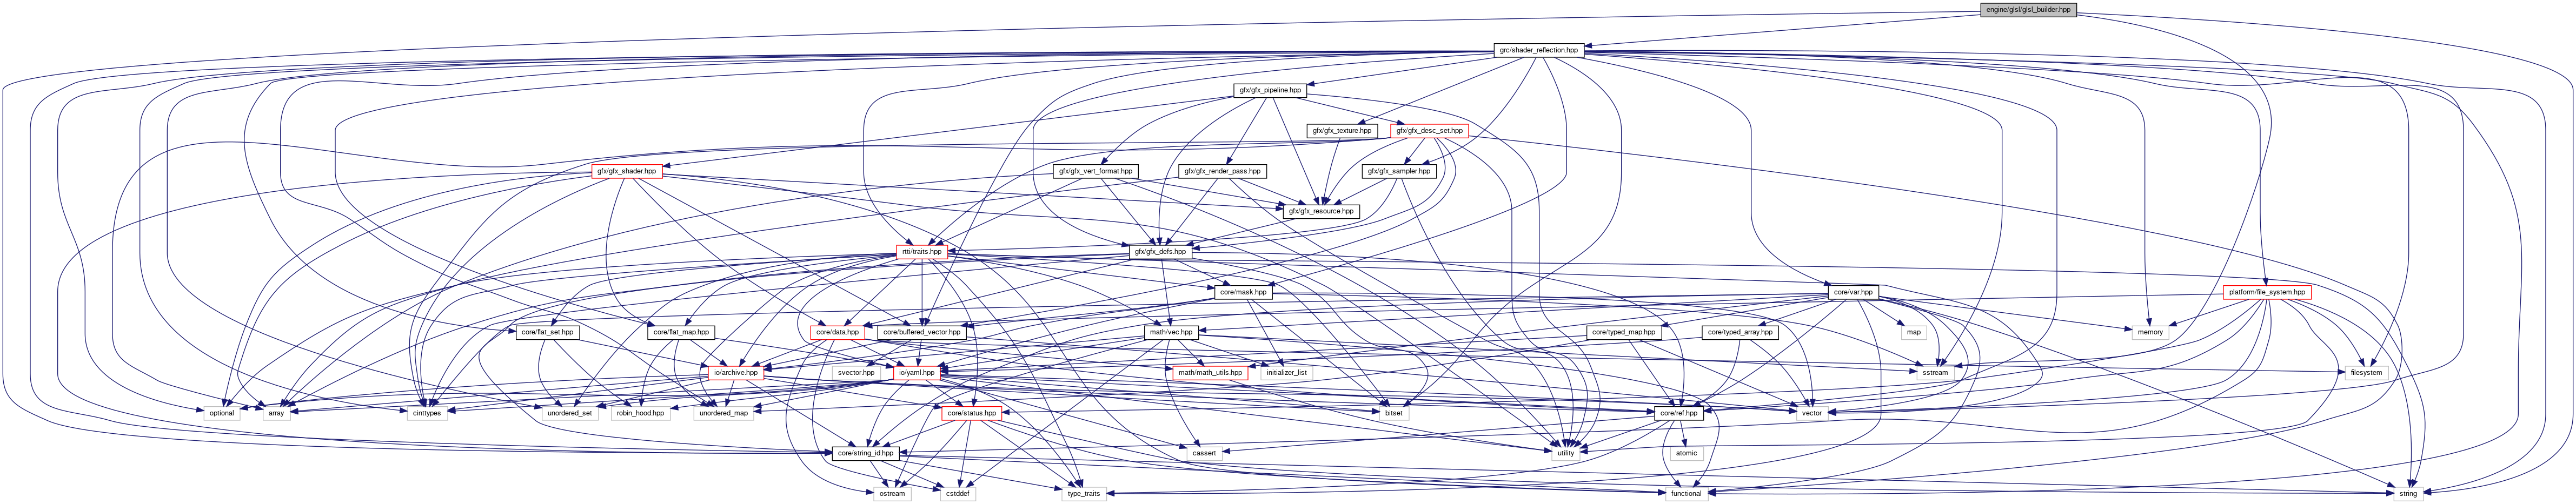 engine/glsl/glsl_builder.hpp
grc/shader_reflection.hpp
gfx/gfx_pipeline.hpp
gfx/gfx_texture.hpp
gfx/gfx_desc_set.hpp
gfx/gfx_shader.hpp
gfx/gfx_vert_format.hpp
gfx/gfx_render_pass.hpp
gfx/gfx_sampler.hpp
gfx/gfx_resource.hpp
rtti/traits.hpp
gfx/gfx_defs.hpp
core/mask.hpp
core/var.hpp
platform/file_system.hpp
core/flat_set.hpp
core/flat_map.hpp
core/data.hpp
core/buffered_vector.hpp
math/vec.hpp
core/typed_map.hpp
core/typed_array.hpp
map
memory
io/archive.hpp
svector.hpp
io/yaml.hpp
math/math_utils.hpp
initializer_list
sstream
filesystem
optional
array
cinttypes
unordered_set
robin_hood.hpp
unordered_map
core/status.hpp
bitset
core/ref.hpp
vector
core/string_id.hpp
cassert
utility
atomic
ostream
cstddef
type_traits
functional
string